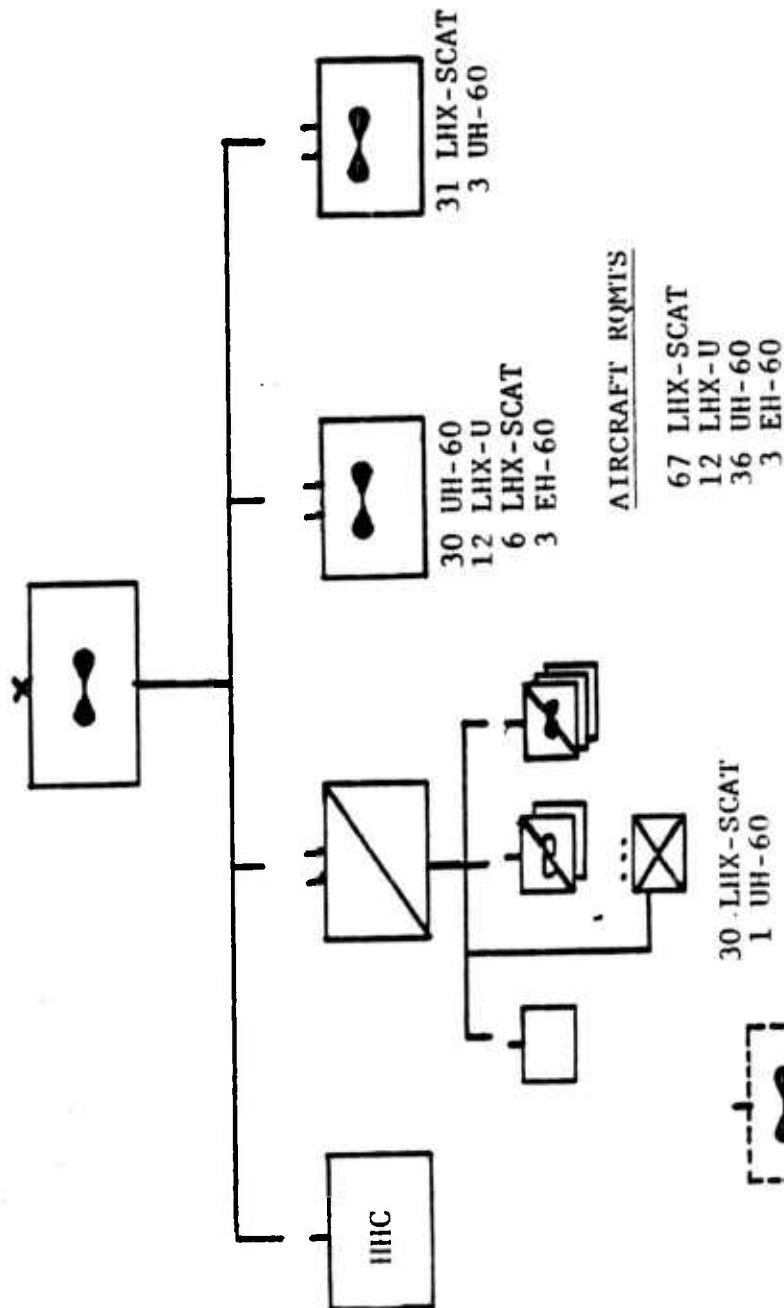 HHC
30 LHX-SCAT
1 UH-60
30 UH-60
12 LHX-U
6 LHX-SCAT
3 EH-60
31 LHX-SCAT
3 UH-60
AIRCRAFT RQMTS
67 LHX-SCAT
12 LHX-U
36 UH-60
3 EH-60